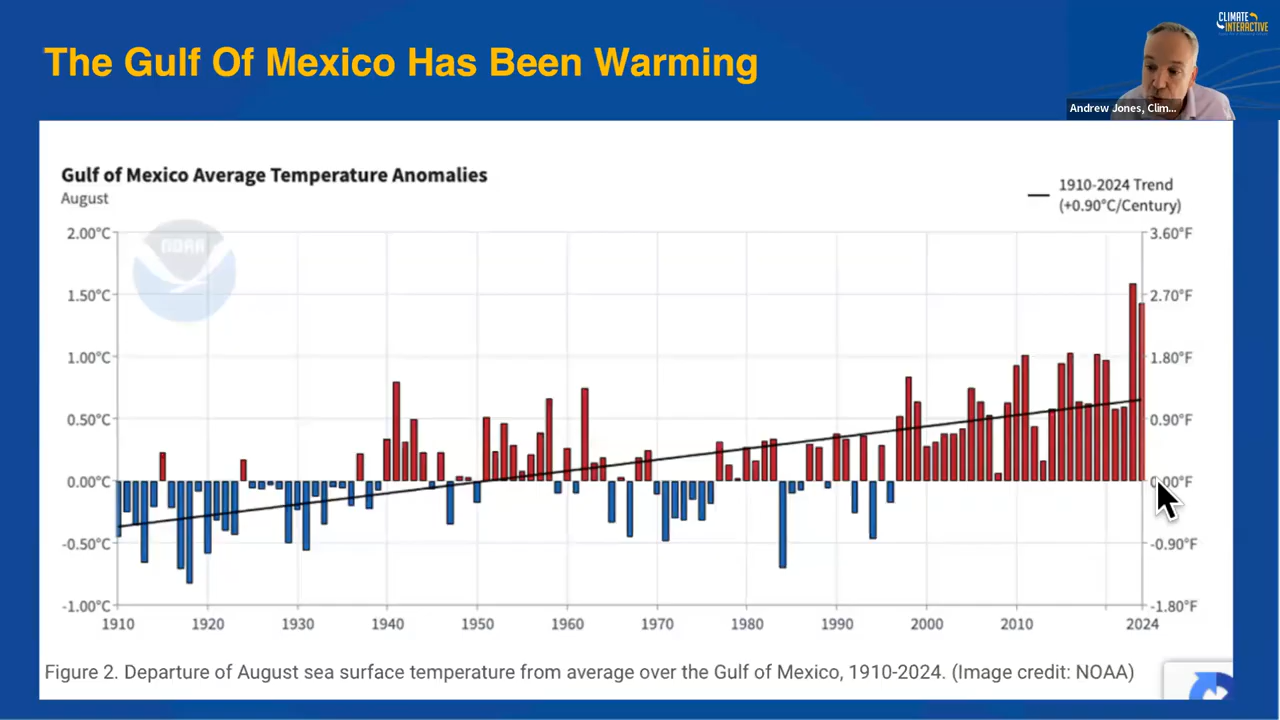 The Gulf Of Mexico Has Been Warming
CLIMATE
INTERACTIVE
Andrew Jones, Clim...
Gulf of Mexico Average Temperature Anomalies
August
1910-2024 Trend
(+0.90°C/Century)
NOAA
2.00°C
1.50°C
1.00°C
0.50°C
0.00°C
-0.50°C
-1.00°C
3.60°F
2.70°F
1.80°F
0.90°F
0.00°F
-0.90°F
-1.80°F
1910 1920 1930 1940 1950 1960 1970 1980 1990 2000 2010 2024
Figure 2. Departure of August sea surface temperature from average over the Gulf of Mexico, 1910-2024. (Image credit: NOAA)